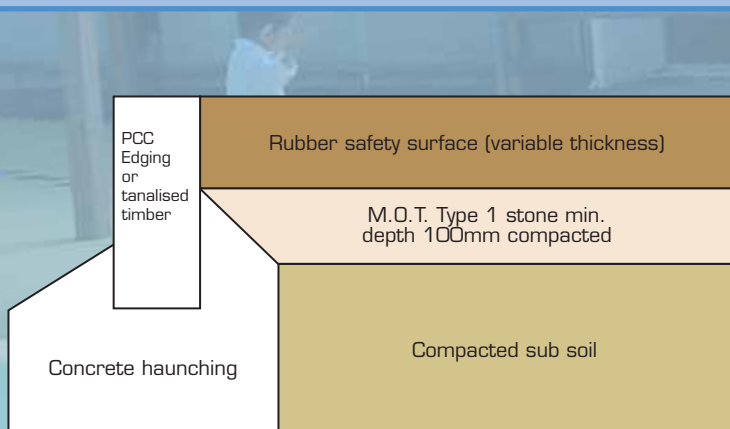 PCC
Edging
or
tanalised
timber
Rubber safety surface (variable thickness)
M.O.T. Type 1 stone min.
depth 100mm compacted
Compacted sub soil
Concrete haunching